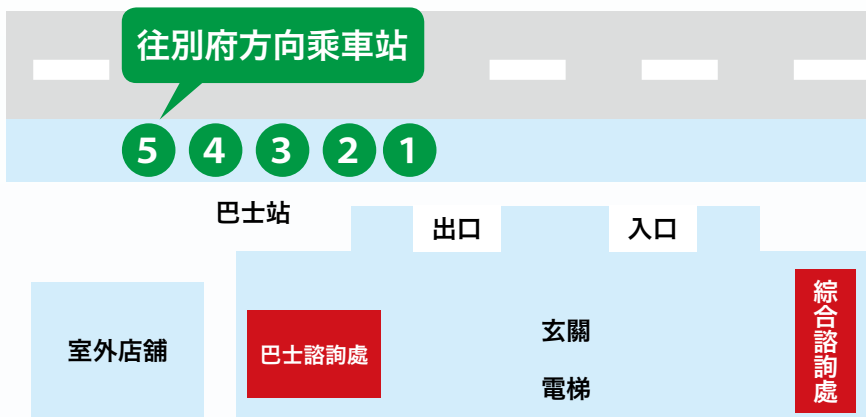 往別府方向乘車站
5 4 3 2 1
巴士站
出口
入口
綜合諮詢處
室外店舖
巴士諮詢處
玄關
電梯